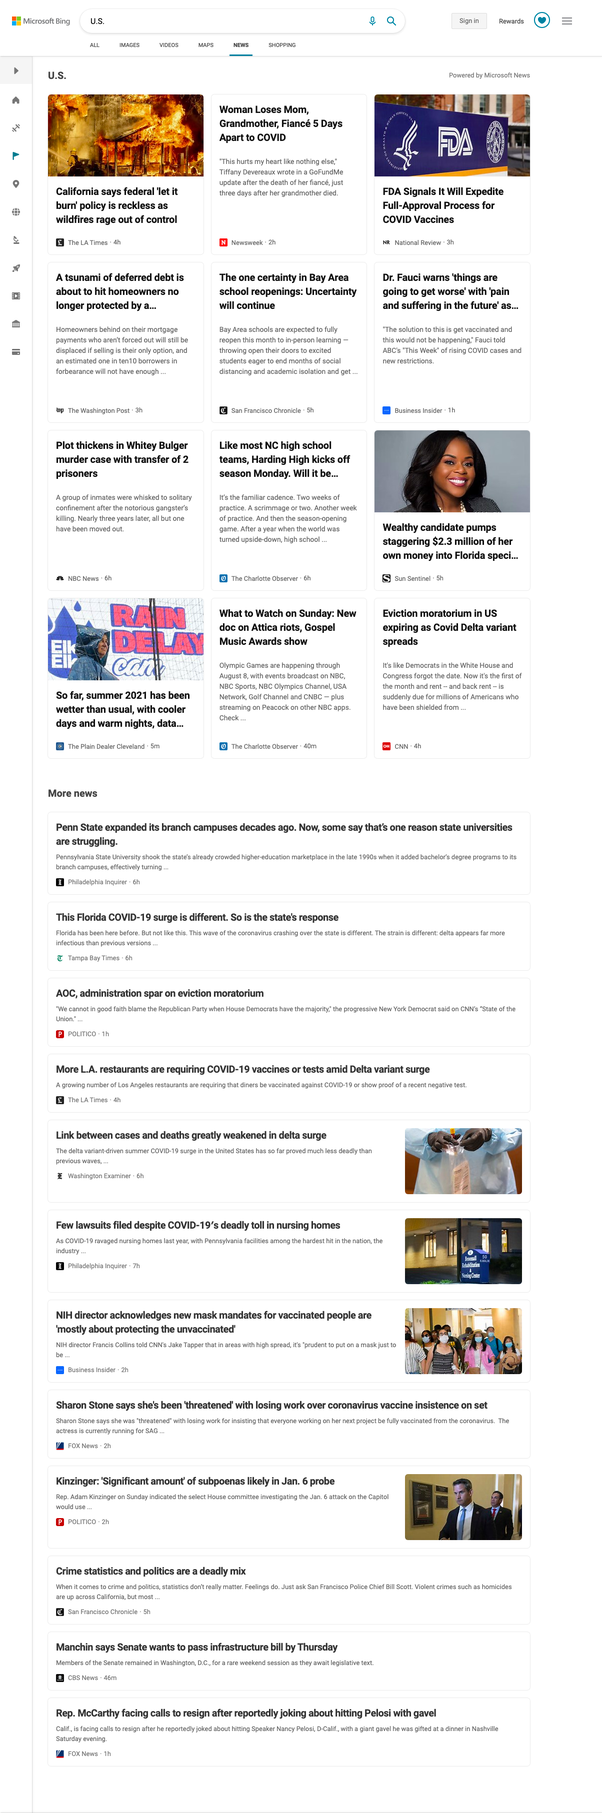 Microsoft Bing
U.S.
Sign in
Rewards
ALL
IMAGES
VIDEOS
MAPS
NEWS
SHOPPING
U.S.
Powered by Microsoft News
California says federal 'let it
burn' policy is reckless as
wildfires rage out of control
The LA Times · 4h
Woman Loses Mom,
Grandmother, Fiancé 5 Days
Apart to COVID
"This hurts my heart like nothing else,"
Tiffany Devereaux wrote in a GoFundMe
update after the death of her fiancé, just
three days after her grandmother died.
Newsweek · 2h
FDA
FDA Signals It Will Expedite
Full-Approval Process for
COVID Vaccines
NR National Review · 3h
A tsunami of deferred debt is
about to hit homeowners no
longer protected by a...
Homeowners behind on their mortgage
payments who aren't forced out will still be
displaced if selling is their only option, and
an estimated one in ten10 borrowers in
forbearance will not have enough ...
wp The Washington Post · 3h
The one certainty in Bay Area
school reopenings: Uncertainty
will continue
Bay Area schools are expected to fully
reopen this month to in-person learning —
throwing open their doors to excited
students eager to end months of social
distancing and academic isolation and get ...
San Francisco Chronicle · 5h
Dr. Fauci warns 'things are
going to get worse' with 'pain
and suffering in the future' as...
"The solution to this is get vaccinated and
this would not be happening," Fauci told
ABC's "This Week" of rising COVID cases and
new restrictions.
Business Insider · 1h
Plot thickens in Whitey Bulger
murder case with transfer of 2
prisoners
A group of inmates were whisked to solitary
confinement after the notorious gangster's
killing. Nearly three years later, all but one
have been moved out.
NBC News · 6h
Like most NC high school
teams, Harding High kicks off
season Monday. Will it be...
It's the familiar cadence. Two weeks of
practice. A scrimmage or two. Another week
of practice. And then the season-opening
game. After a year when the world was
turned upside-down, high school ...
The Charlotte Observer · 6h
Wealthy candidate pumps
staggering $2.3 million of her
own money into Florida speci...
Sun Sentinel · 5h
RAIN
DELAY
So far, summer 2021 has been
wetter than usual, with cooler
days and warm nights, data...
The Plain Dealer Cleveland · 5m
What to Watch on Sunday: New
doc on Attica riots, Gospel
Music Awards show
Olympic Games are happening through
August 8, with events broadcast on NBC,
NBC Sports, NBC Olympics Channel, USA
Network, Golf Channel and CNBC — plus
streaming on Peacock on other NBC apps.
Check ...
The Charlotte Observer · 40m
Eviction moratorium in US
expiring as Covid Delta variant
spreads
It's like Democrats in the White House and
Congress forgot the date. Now it's the first of
the month and rent -- and back rent -- is
suddenly due for millions of Americans who
have been shielded from ...
CNN · 4h
More news
Penn State expanded its branch campuses decades ago. Now, some say that's one reason state universities
are struggling.
Pennsylvania State University shook the state's already crowded higher-education marketplace in the late 1990s when it added bachelor's degree programs to its
branch campuses, effectively turning ...
Philadelphia Inquirer · 6h
This Florida COVID-19 surge is different. So is the state's response
Florida has been here before. But not like this. This wave of the coronavirus crashing over the state is different. The strain is different: delta appears far more
infectious than previous versions ...
Tampa Bay Times · 6h
AOC, administration spar on eviction moratorium
"We cannot in good faith blame the Republican Party when House Democrats have the majority," the progressive New York Democrat said on CNN's "State of the
Union." ...
POLITICO · 1h
More L.A. restaurants are requiring COVID-19 vaccines or tests amid Delta variant surge
A growing number of Los Angeles restaurants are requiring that diners be vaccinated against COVID-19 or show proof of a recent negative test.
The LA Times · 4h
Link between cases and deaths greatly weakened in delta surge
The delta variant-driven summer COVID-19 surge in the United States has so far proved much less deadly than
previous waves, ...
Washington Examiner · 6h
Few lawsuits filed despite COVID-19's deadly toll in nursing homes
As COVID-19 ravaged nursing homes last year, with Pennsylvania facilities among the hardest hit in the nation, the
industry ...
Philadelphia Inquirer · 7h
NIH director acknowledges new mask mandates for vaccinated people are
'mostly about protecting the unvaccinated'
NIH director Francis Collins told CNN's Jake Tapper that in areas with high spread, it's "prudent to put on a mask just to
be ...
Business Insider · 2h
Sharon Stone says she's been 'threatened' with losing work over coronavirus vaccine insistence on set
Sharon Stone says she was "threatened" with losing work for insisting that everyone working on her next project be fully vaccinated from the coronavirus. The
actress is currently running for SAG ...
FOX News · 2h
Kinzinger: 'Significant amount' of subpoenas likely in Jan. 6 probe
Rep. Adam Kinzinger on Sunday indicated the select House committee investigating the Jan. 6 attack on the Capitol
would use ...
POLITICO · 2h
Crime statistics and politics are a deadly mix
When it comes to crime and politics, statistics don't really matter. Feelings do. Just ask San Francisco Police Chief Bill Scott. Violent crimes such as homicides
are up across California, but most ...
San Francisco Chronicle · 5h
Manchin says Senate wants to pass infrastructure bill by Thursday
Members of the Senate remained in Washington, D.C., for a rare weekend session as they await legislative text.
CBS News · 46m
Rep. McCarthy facing calls to resign after reportedly joking about hitting Pelosi with gavel
Calif., is facing calls to resign after he reportedly joked about hitting Speaker Nancy Pelosi, D-Calif., with a giant gavel he was gifted at a dinner in Nashville
Saturday evening.
FOX News · 1h